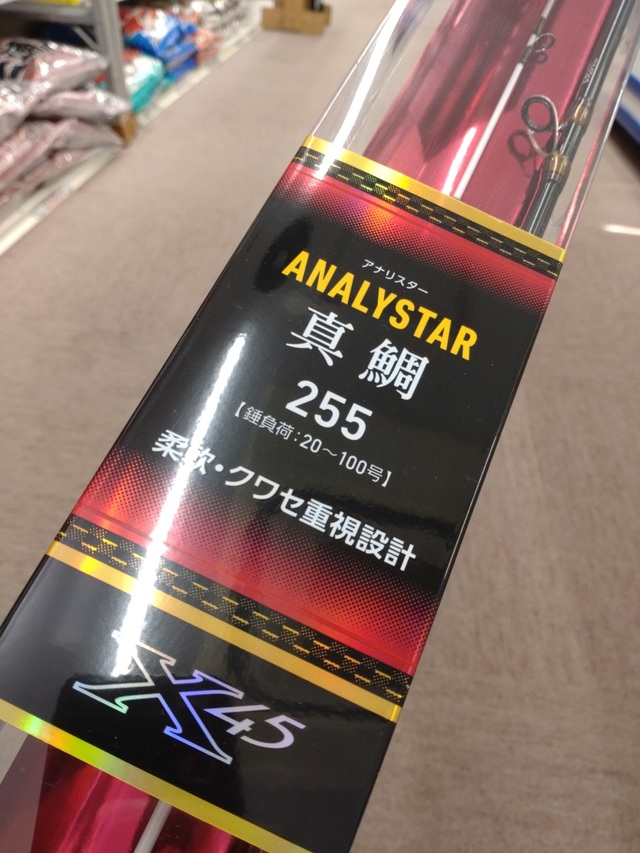 アナリスター
ANALYSTAR
真鯛
255
【錘負荷:20～100号】
柔軟・クワセ重視設計
X45